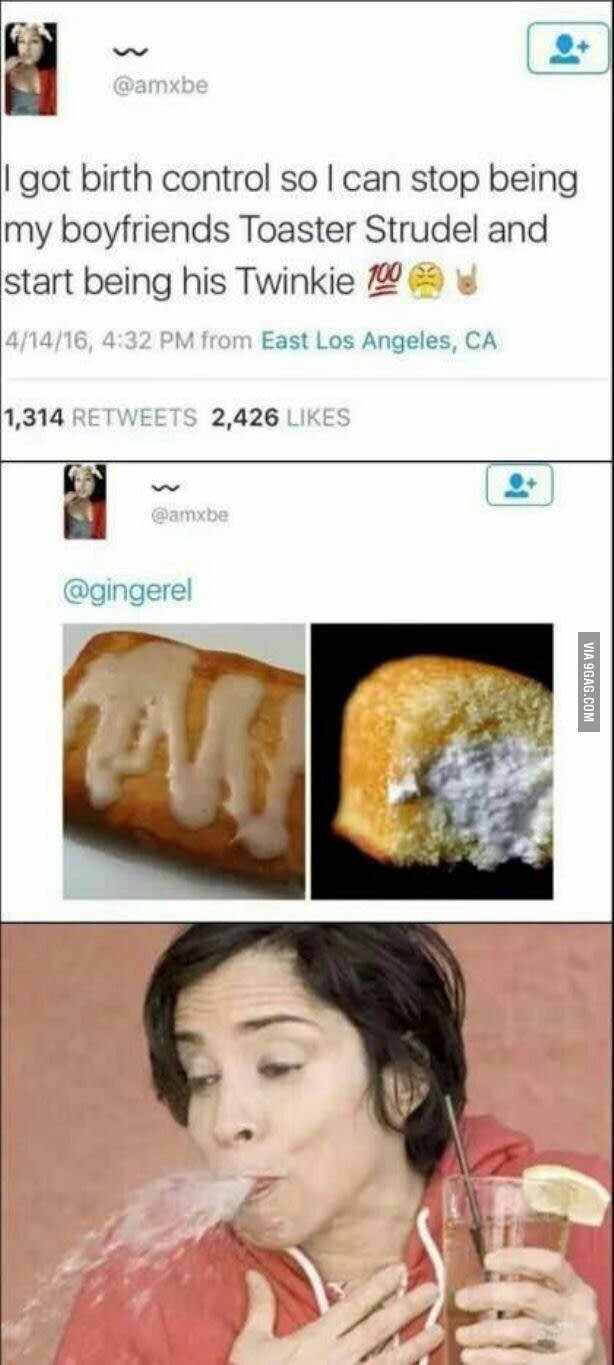 @amxbe
I got birth control so I can stop being
my boyfriends Toaster Strudel and
start being his Twinkie 💯😤🤘🏼
4/14/16, 4:32 PM from East Los Angeles, CA
1,314 RETWEETS 2,426 LIKES
@amxbe
@gingerel
VIA 9GAG.COM